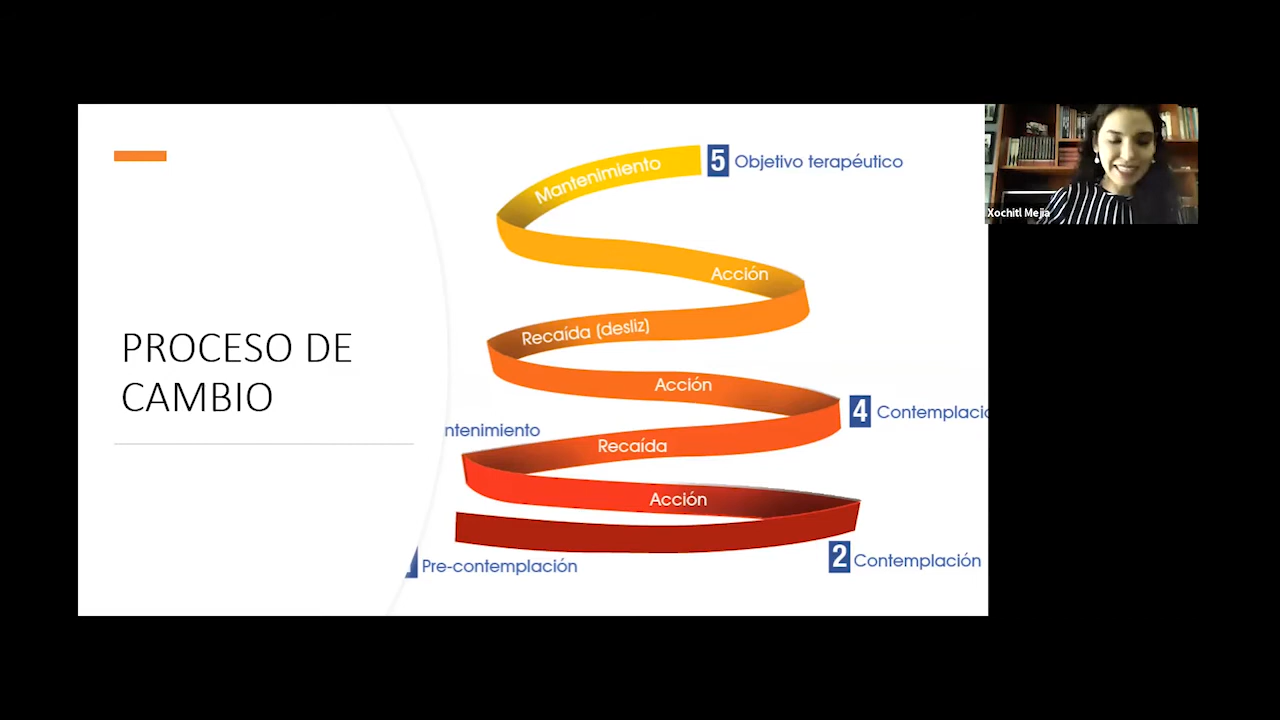 PROCESO DE
CAMBIO
Mantenimiento
5 Objetivo terapéutico
Acción
Recaída (desliz)
Acción
4 Contemplació
ntenimiento
Recaída
Acción
Pre-contemplación
2 Contemplación
Xochitl Mejia